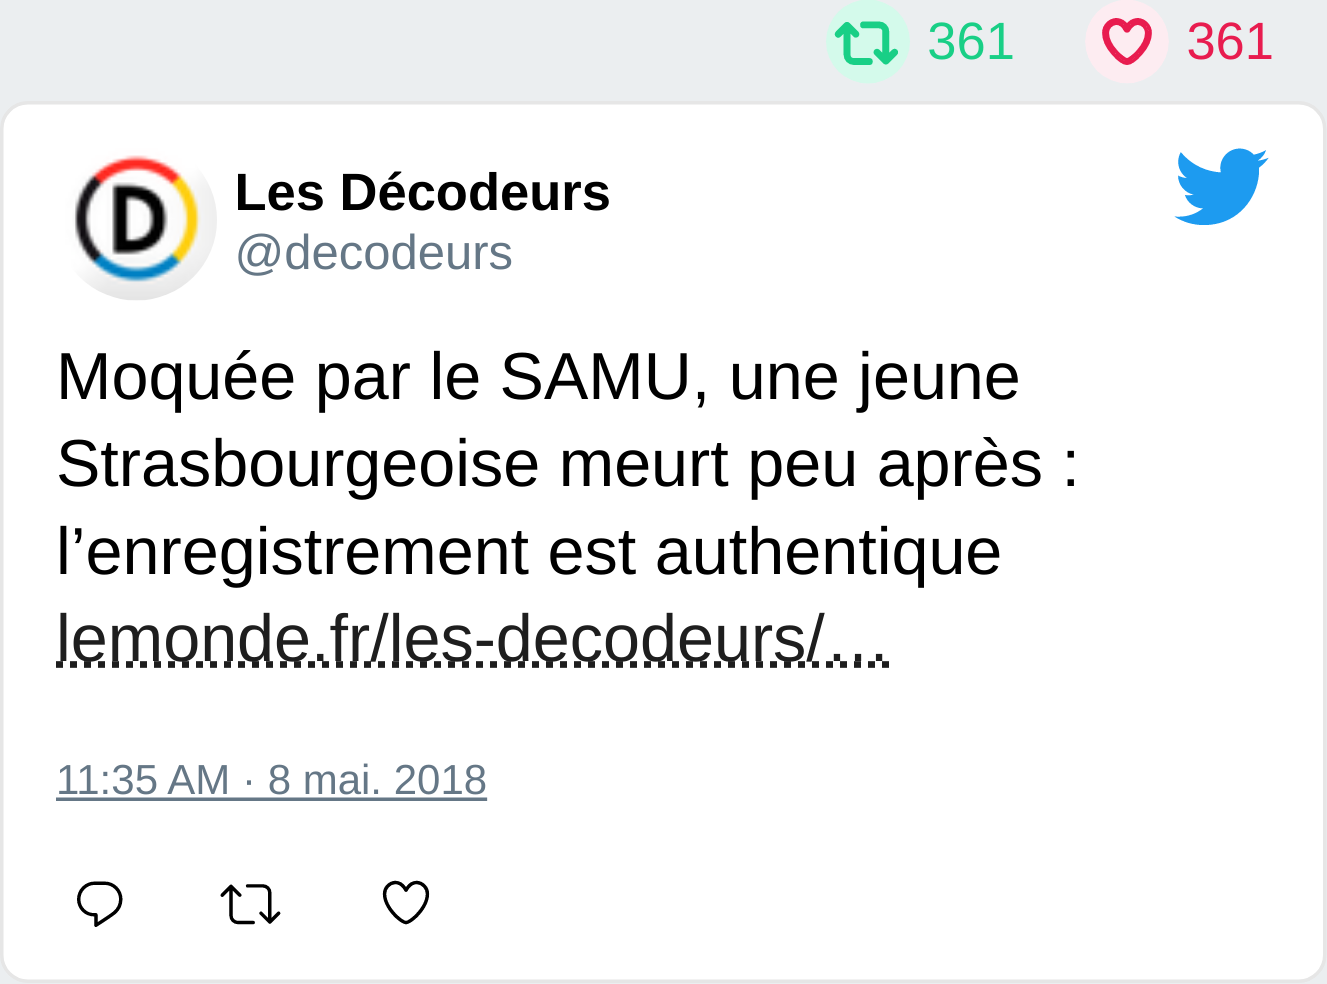 361 361
D
Les Décodeurs
@decodeurs
Moquée par le SAMU, une jeune
Strasbourgeoise meurt peu après :
l’enregistrement est authentique
lemonde.fr/les-decodeurs/…
11:35 AM · 8 mai. 2018